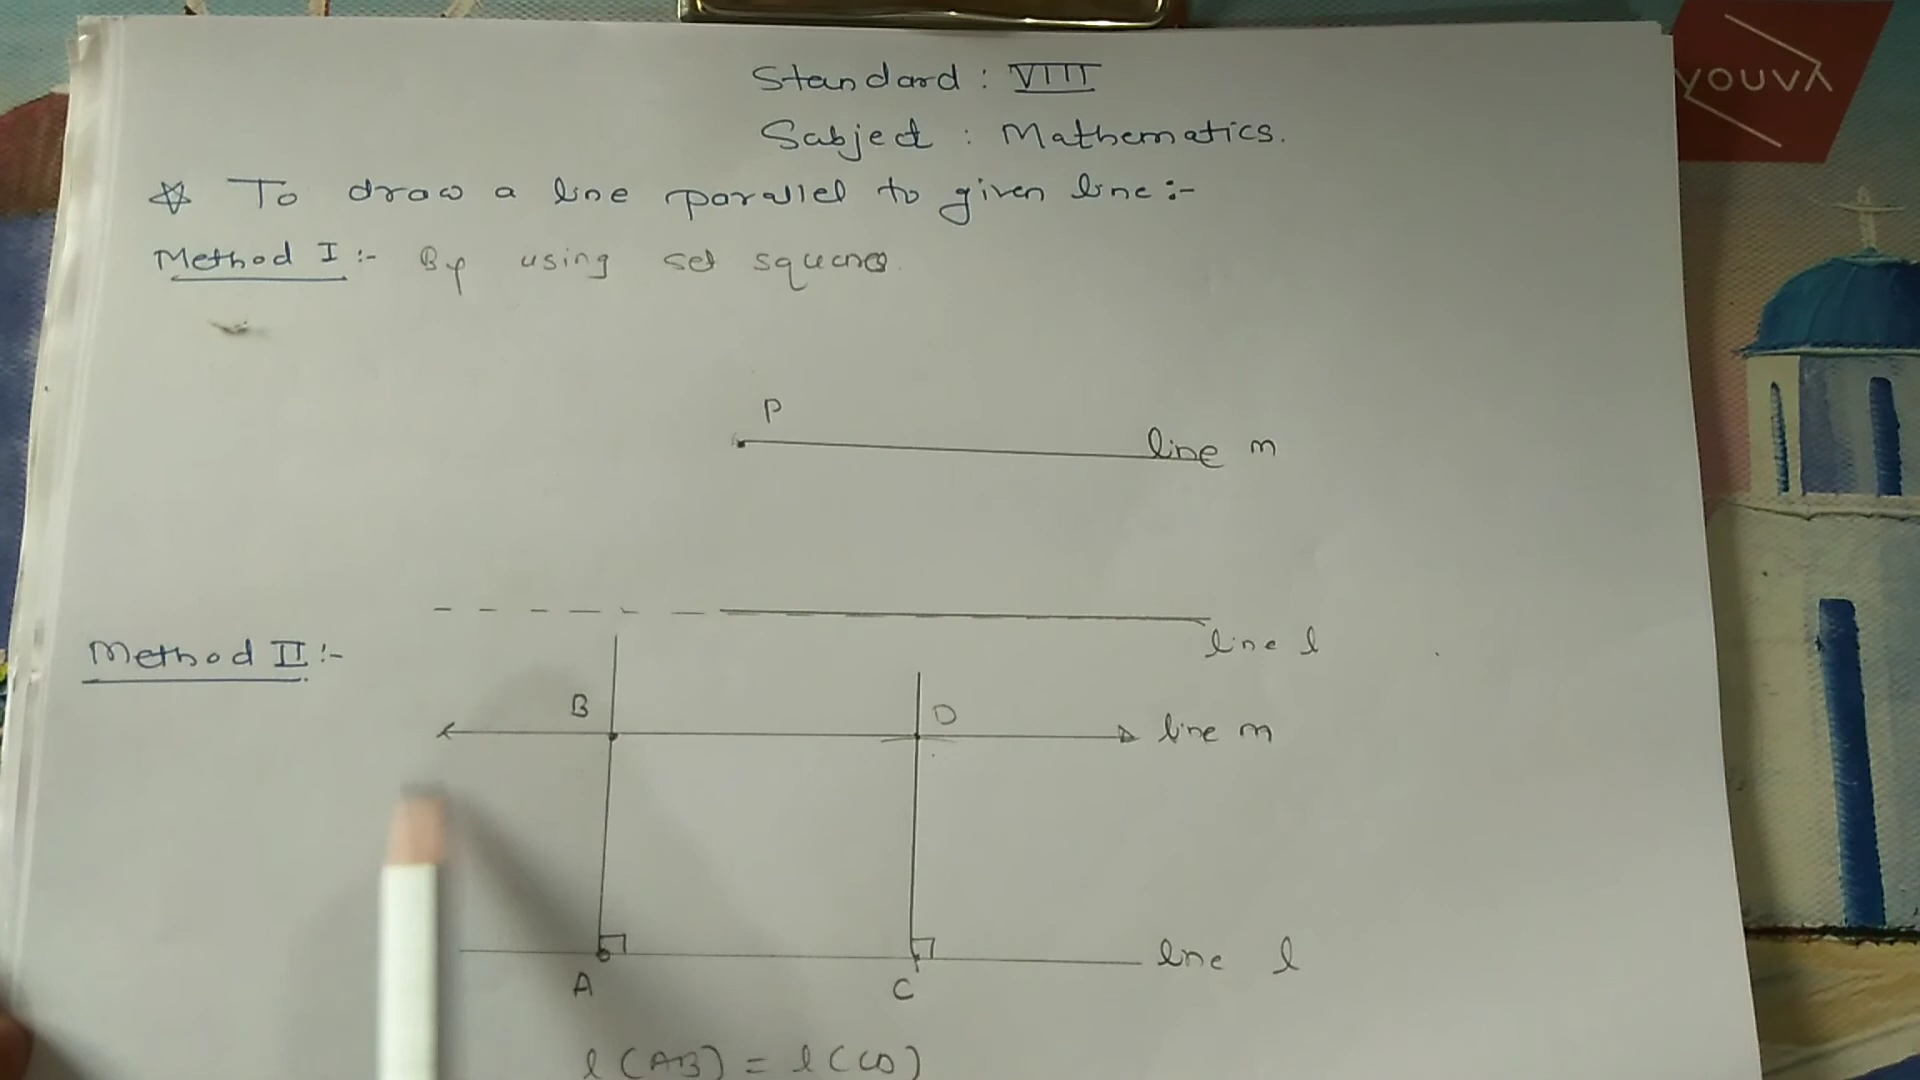 Standard : VIII
Subject : Mathematics.
YOUVA
To draw a line parallel to given line :-
Method I :- By using set squares.
P
line m
line l
Method II :-
B
D
line m
A
C
line l
l(AB) = l(CD)